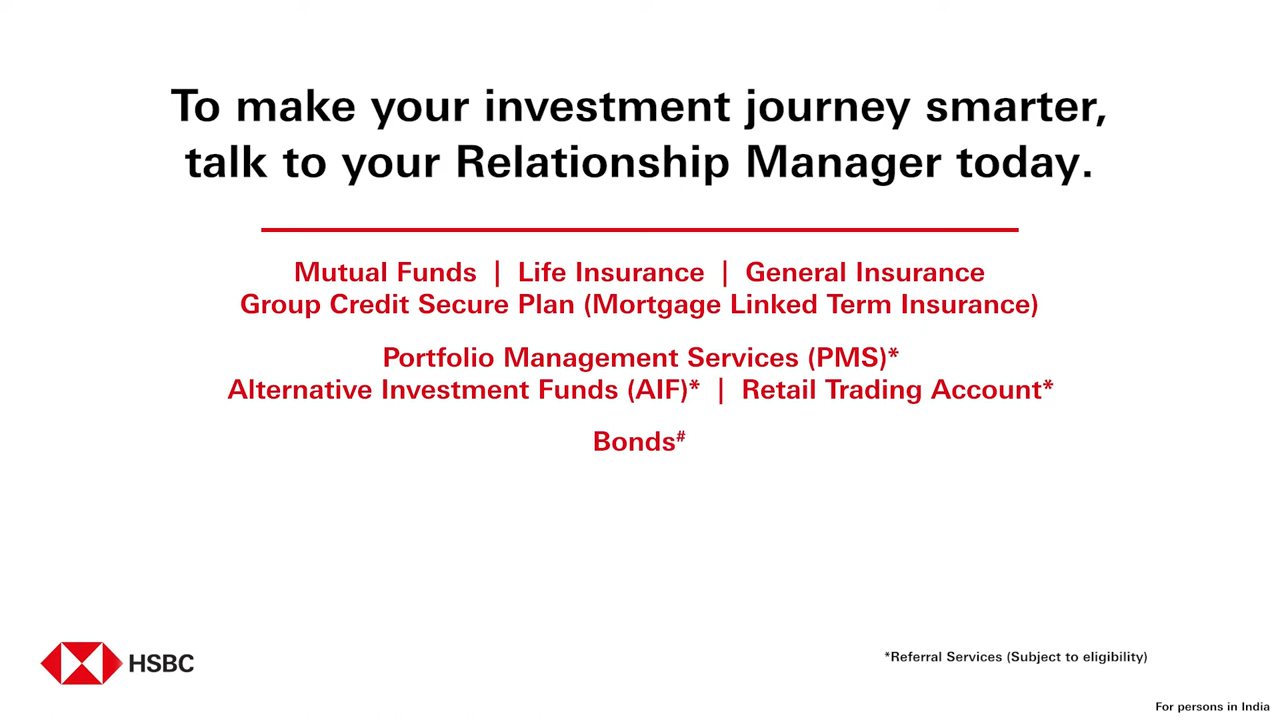 To make your investment journey smarter,
talk to your Relationship Manager today.
Mutual Funds | Life Insurance | General Insurance
Group Credit Secure Plan (Mortgage Linked Term Insurance)
Portfolio Management Services (PMS)*
Alternative Investment Funds (AIF)* | Retail Trading Account*
Bonds#
HSBC
*Referral Services (Subject to eligibility)
For persons in India